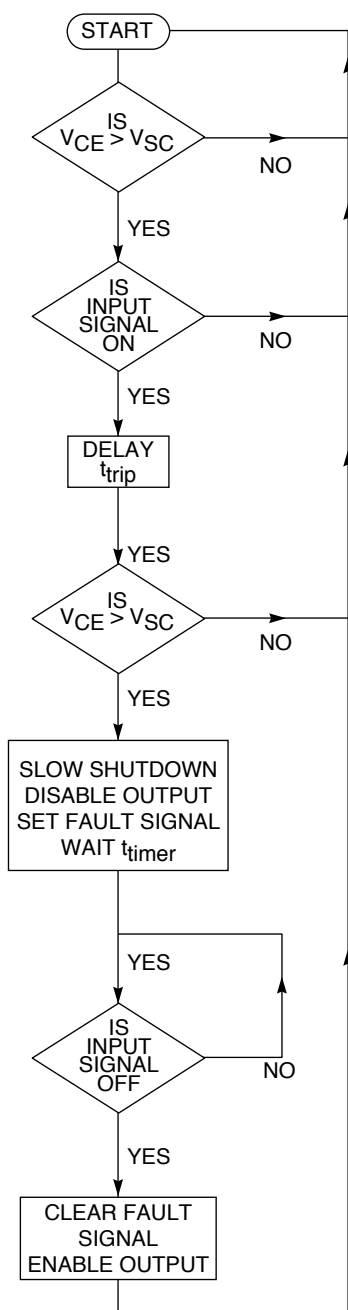 START
IS
VCE > VSC
NO
YES
IS
INPUT
SIGNAL
ON
NO
YES
DELAY
ttrip
YES
IS
VCE > VSC
NO
YES
SLOW SHUTDOWN
DISABLE OUTPUT
SET FAULT SIGNAL
WAIT ttimer
YES
IS
INPUT
SIGNAL
OFF
NO
YES
CLEAR FAULT
SIGNAL
ENABLE OUTPUT